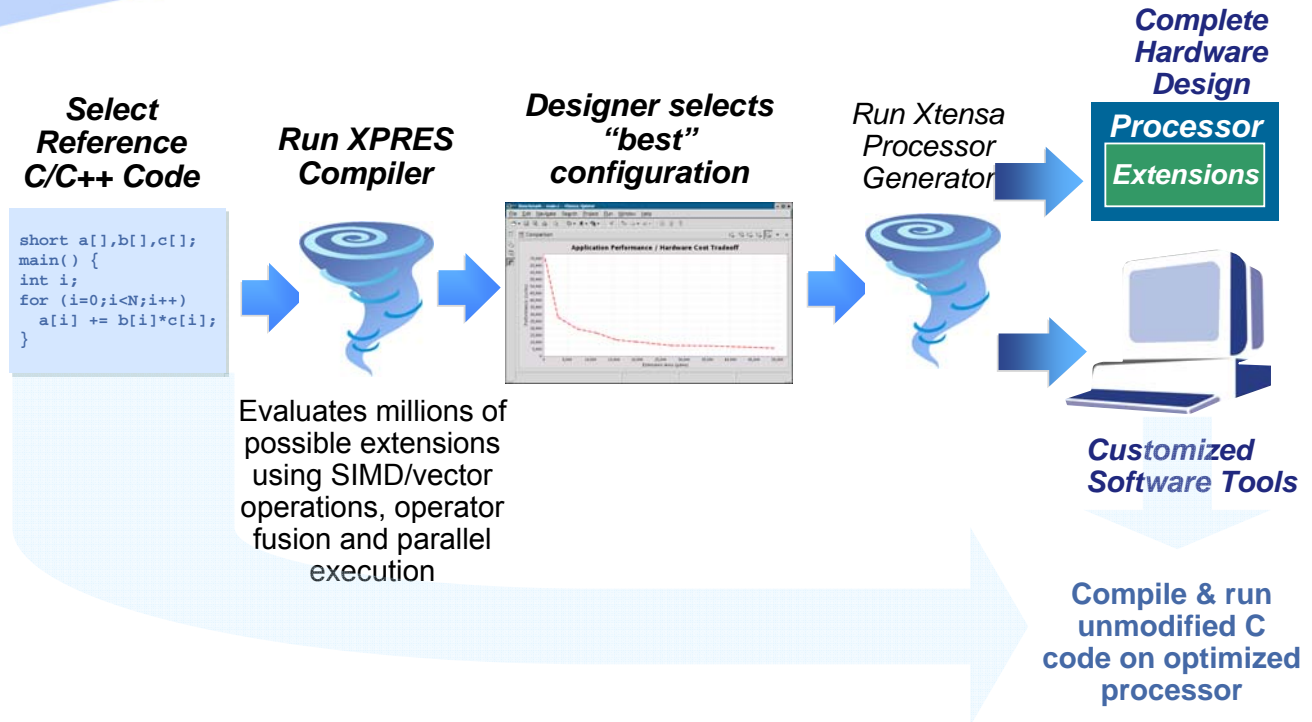 Complete
Hardware
Design
Select
Reference
C/C++ Code
Run XPRES
Compiler
Designer selects
“best”
configuration
Run Xtensa
Processor
Generator
Processor
Extensions
short a[],b[],c[];
main() {
int i;
for (i=0;i<N;i++)
a[i] += b[i]*c[i];
}
Application Performance / Hardware Cost Tradeoff
Evaluates millions of
possible extensions
using SIMD/vector
operations, operator
fusion and parallel
execution
Customized
Software Tools
Compile & run
unmodified C
code on optimized
processor